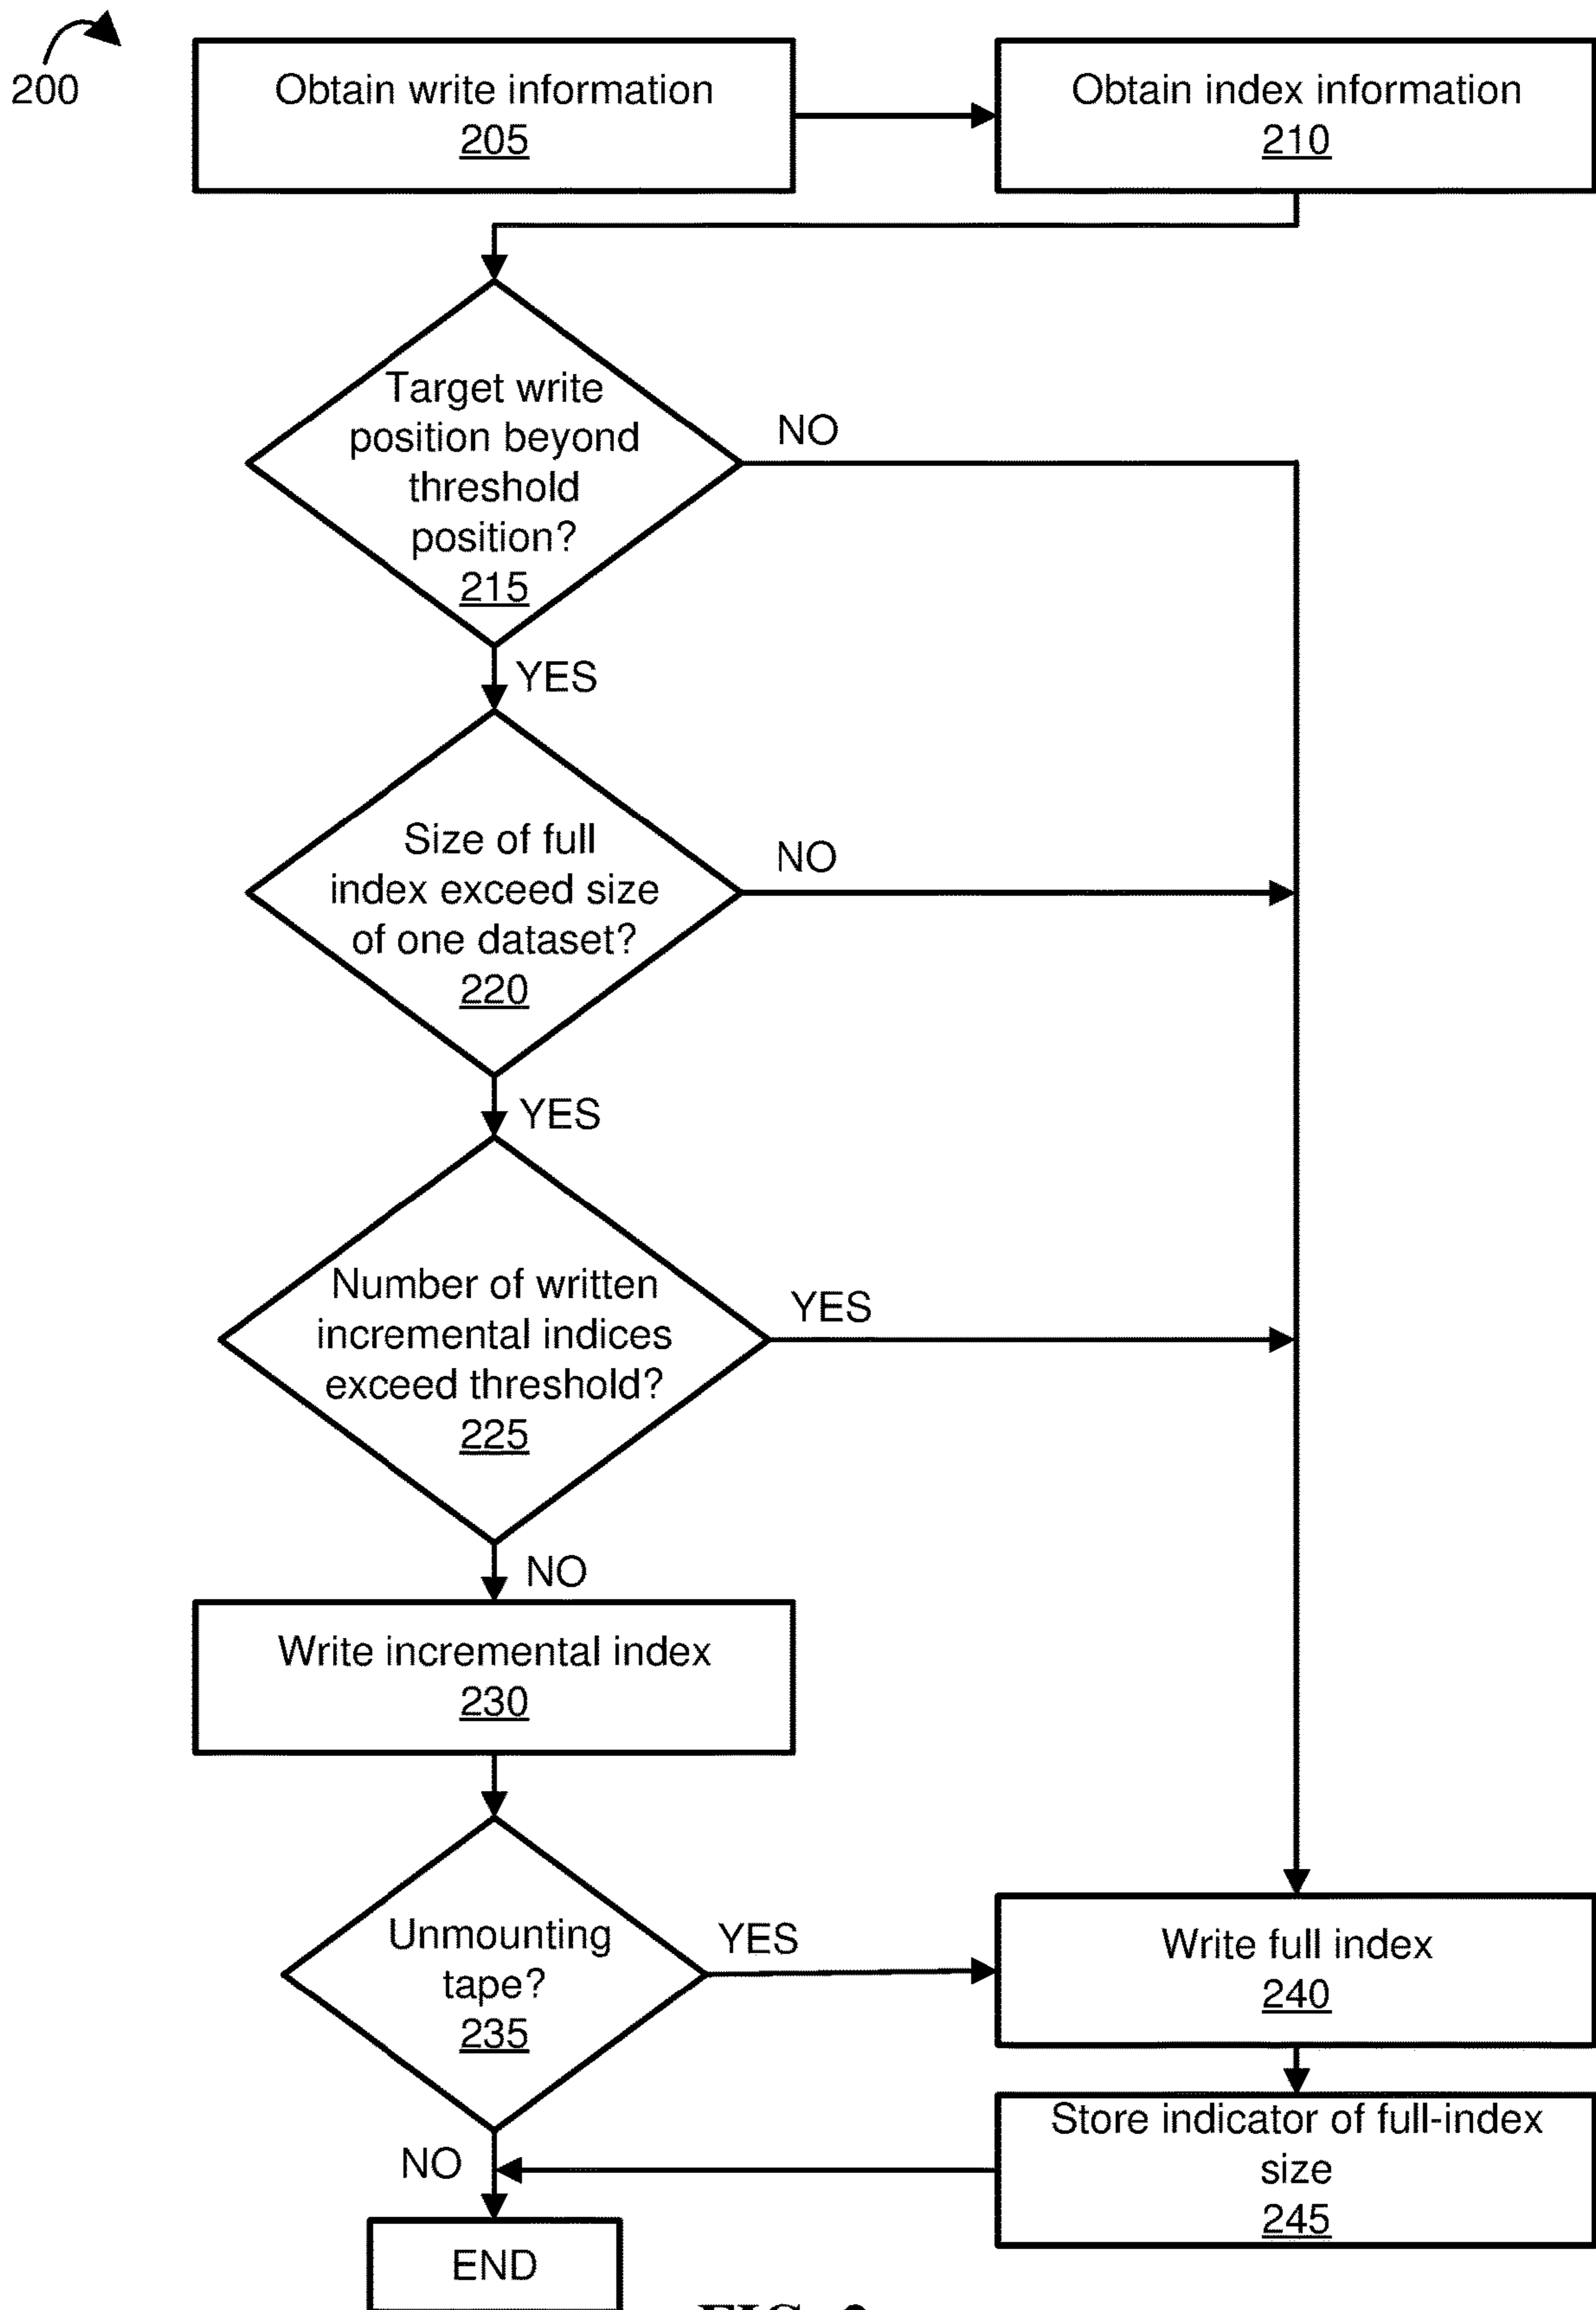 200
Obtain write information
205
Obtain index information
210
Target write
position beyond
threshold
position?
215
NO
YES
Size of full
index exceed size
of one dataset?
220
NO
YES
Number of written
incremental indices
exceed threshold?
225
YES
NO
Write incremental index
230
Unmounting
tape?
235
YES
Write full index
240
NO
Store indicator of full-index
size
245
END